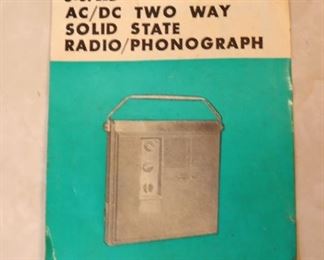 AC/DC TWO WAY
SOLID STATE
RADIO/PHONOGRAPH